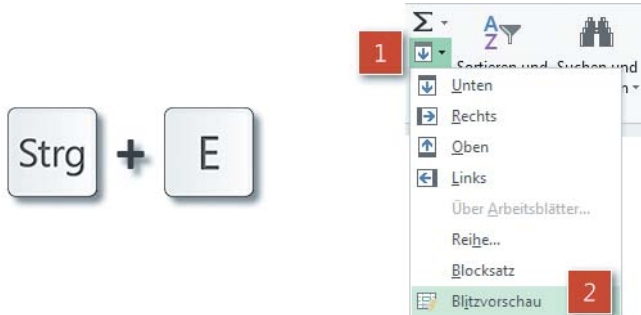 Strg + E
1
Σ
A
Z
Sortieren und Suchen und
Unten
Rechts
Oben
Links
Über Arbeitsblätter...
Reihe...
Blocksatz
Blitzvorschau
2